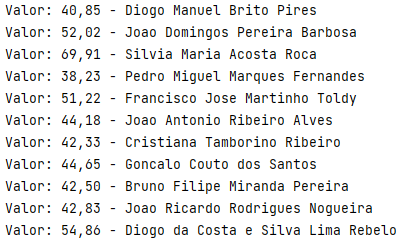 Valor: 40,85 - Diogo Manuel Brito Pires
Valor: 52,02 - Joao Domingos Pereira Barbosa
Valor: 69,91 - Silvia Maria Acosta Roca
Valor: 38,23 - Pedro Miguel Marques Fernandes
Valor: 51,22 - Francisco Jose Martinho Toldy
Valor: 44,18 - Joao Antonio Ribeiro Alves
Valor: 42,33 - Cristiana Tamborino Ribeiro
Valor: 44,65 - Goncalo Couto dos Santos
Valor: 42,50 - Bruno Filipe Miranda Pereira
Valor: 42,83 - Joao Ricardo Rodrigues Nogueira
Valor: 54,86 - Diogo da Costa e Silva Lima Rebelo